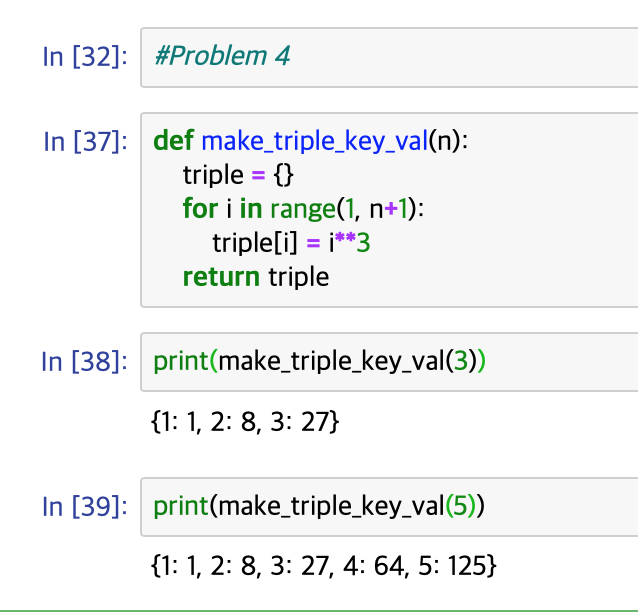 In [32]: #Problem 4
In [37]: def make_triple_key_val(n):
    triple = {}
    for i in range(1, n+1):
        triple[i] = i**3
    return triple
In [38]: print(make_triple_key_val(3))
{1: 1, 2: 8, 3: 27}
In [39]: print(make_triple_key_val(5))
{1: 1, 2: 8, 3: 27, 4: 64, 5: 125}